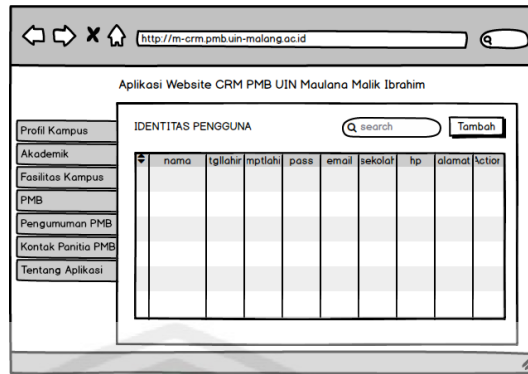 http://m-crm.pmb.uin-malang.ac.id
Aplikasi Website CRM PMB UIN Maulana Malik Ibrahim
Profil Kampus
Akademik
Fasilitas Kampus
PMB
Pengumuman PMB
Kontak Panitia PMB
Tentang Aplikasi
IDENTITAS PENGGUNA
search
Tambah
nama tgllahir mptlahi pass email sekolah hp alamat Action